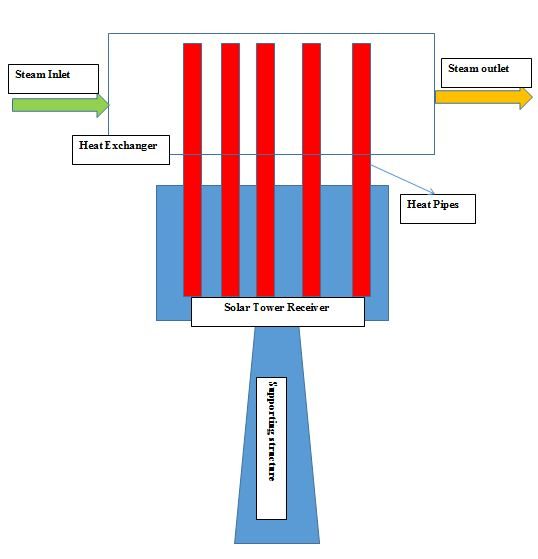 Steam Inlet
Steam outlet
Heat Exchanger
Heat Pipes
Solar Tower Receiver
Supporting structure